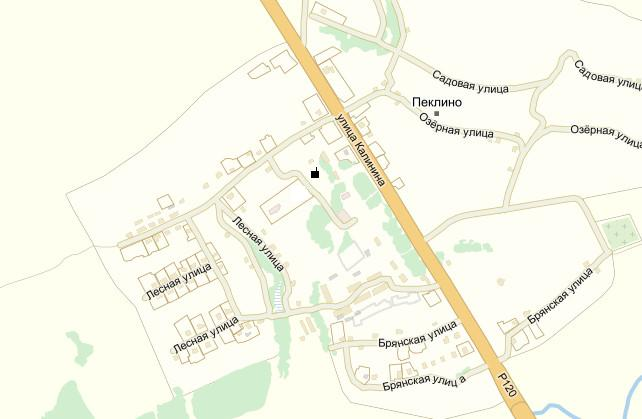 Садовая улица
Садовая улица
Пеклино
Озёрная улица
Озёрная улица
улица Калинина
Лесная улица
Лесная улица
Лесная улица
Брянская улица
Брянская улица
Брянская улиц а
Р120